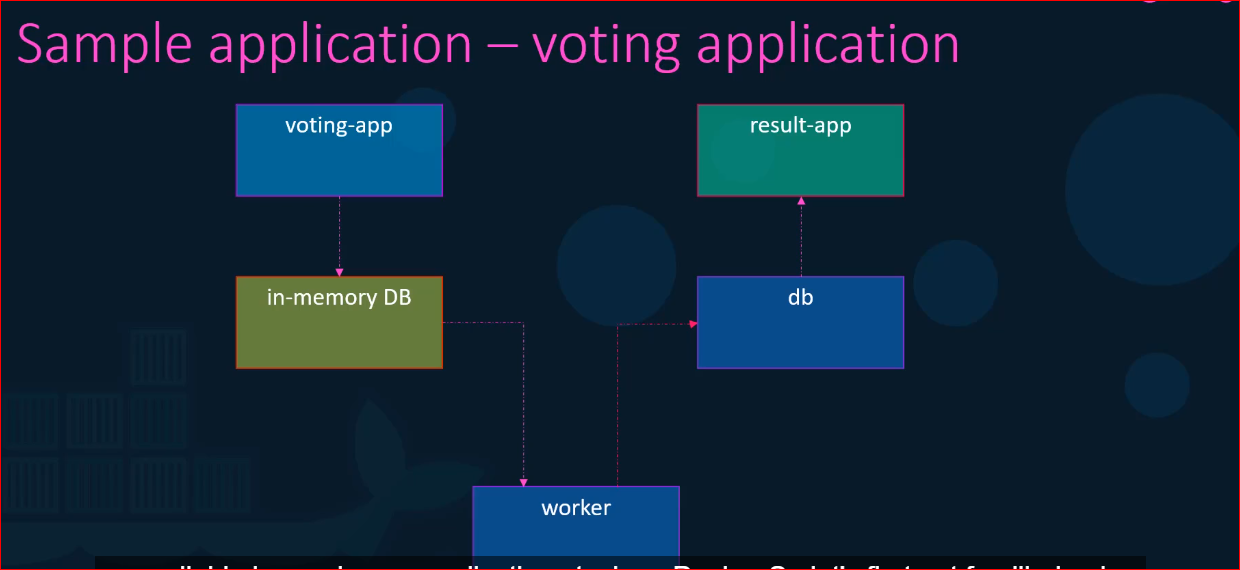 Sample application – voting application
voting-app
result-app
in-memory DB
db
worker